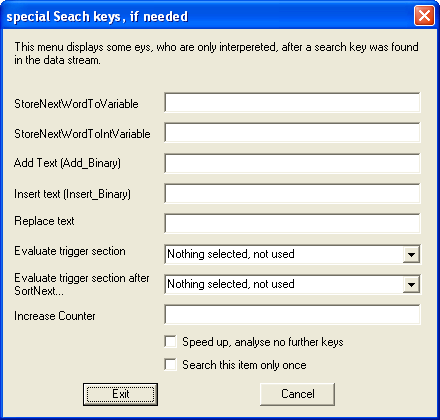 special Seach keys, if needed
This menu displays some eys, who are only interpereted, after a search key was found
in the data stream.
StoreNextWordToVariable
StoreNextWordToIntVariable
Add Text (Add_Binary)
Insert text (Insert_Binary)
Replace text
Evaluate trigger section
Nothing selected, not used
Evaluate trigger section after
SortNext...
Nothing selected, not used
Increase Counter
Speed up, analyse no further keys
Search this item only once
Exit
Cancel